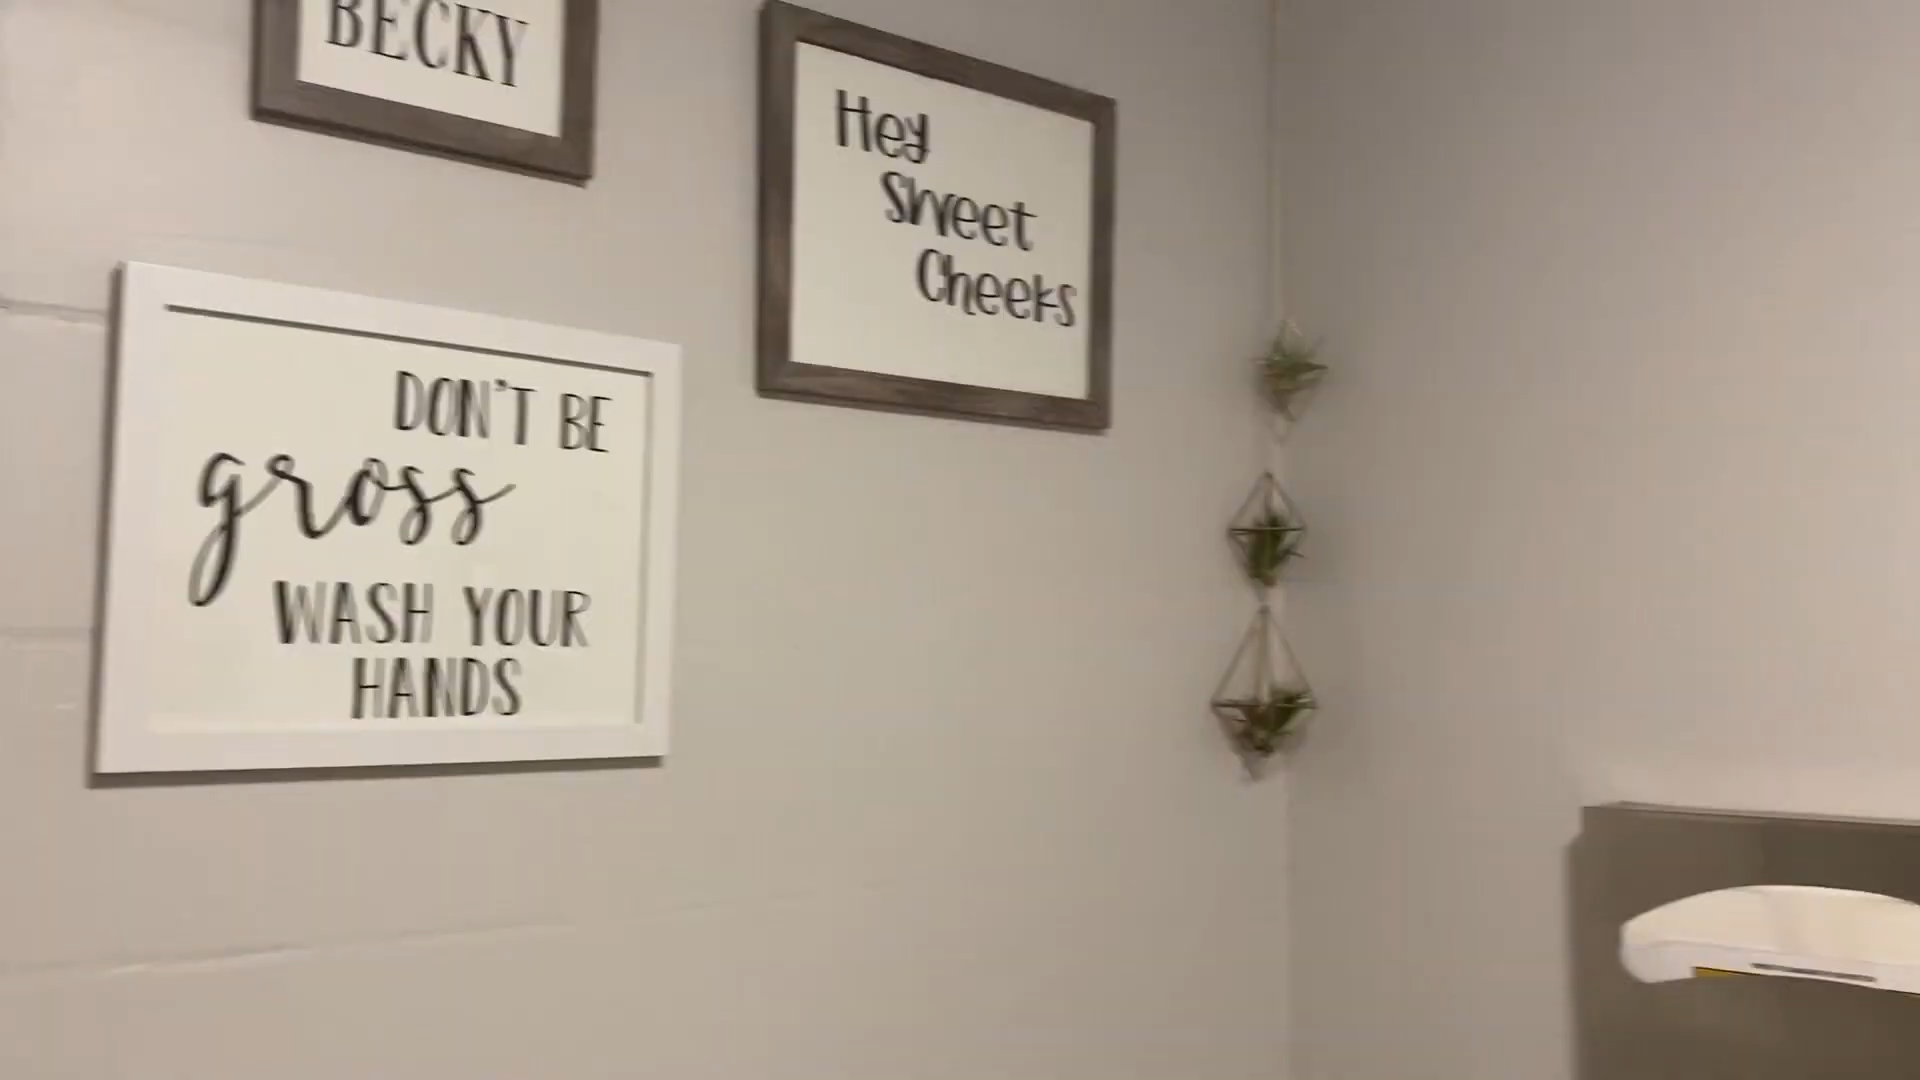 BECKY
Hey
Sweet
Cheeks
DON'T BE
gross
WASH YOUR
HANDS